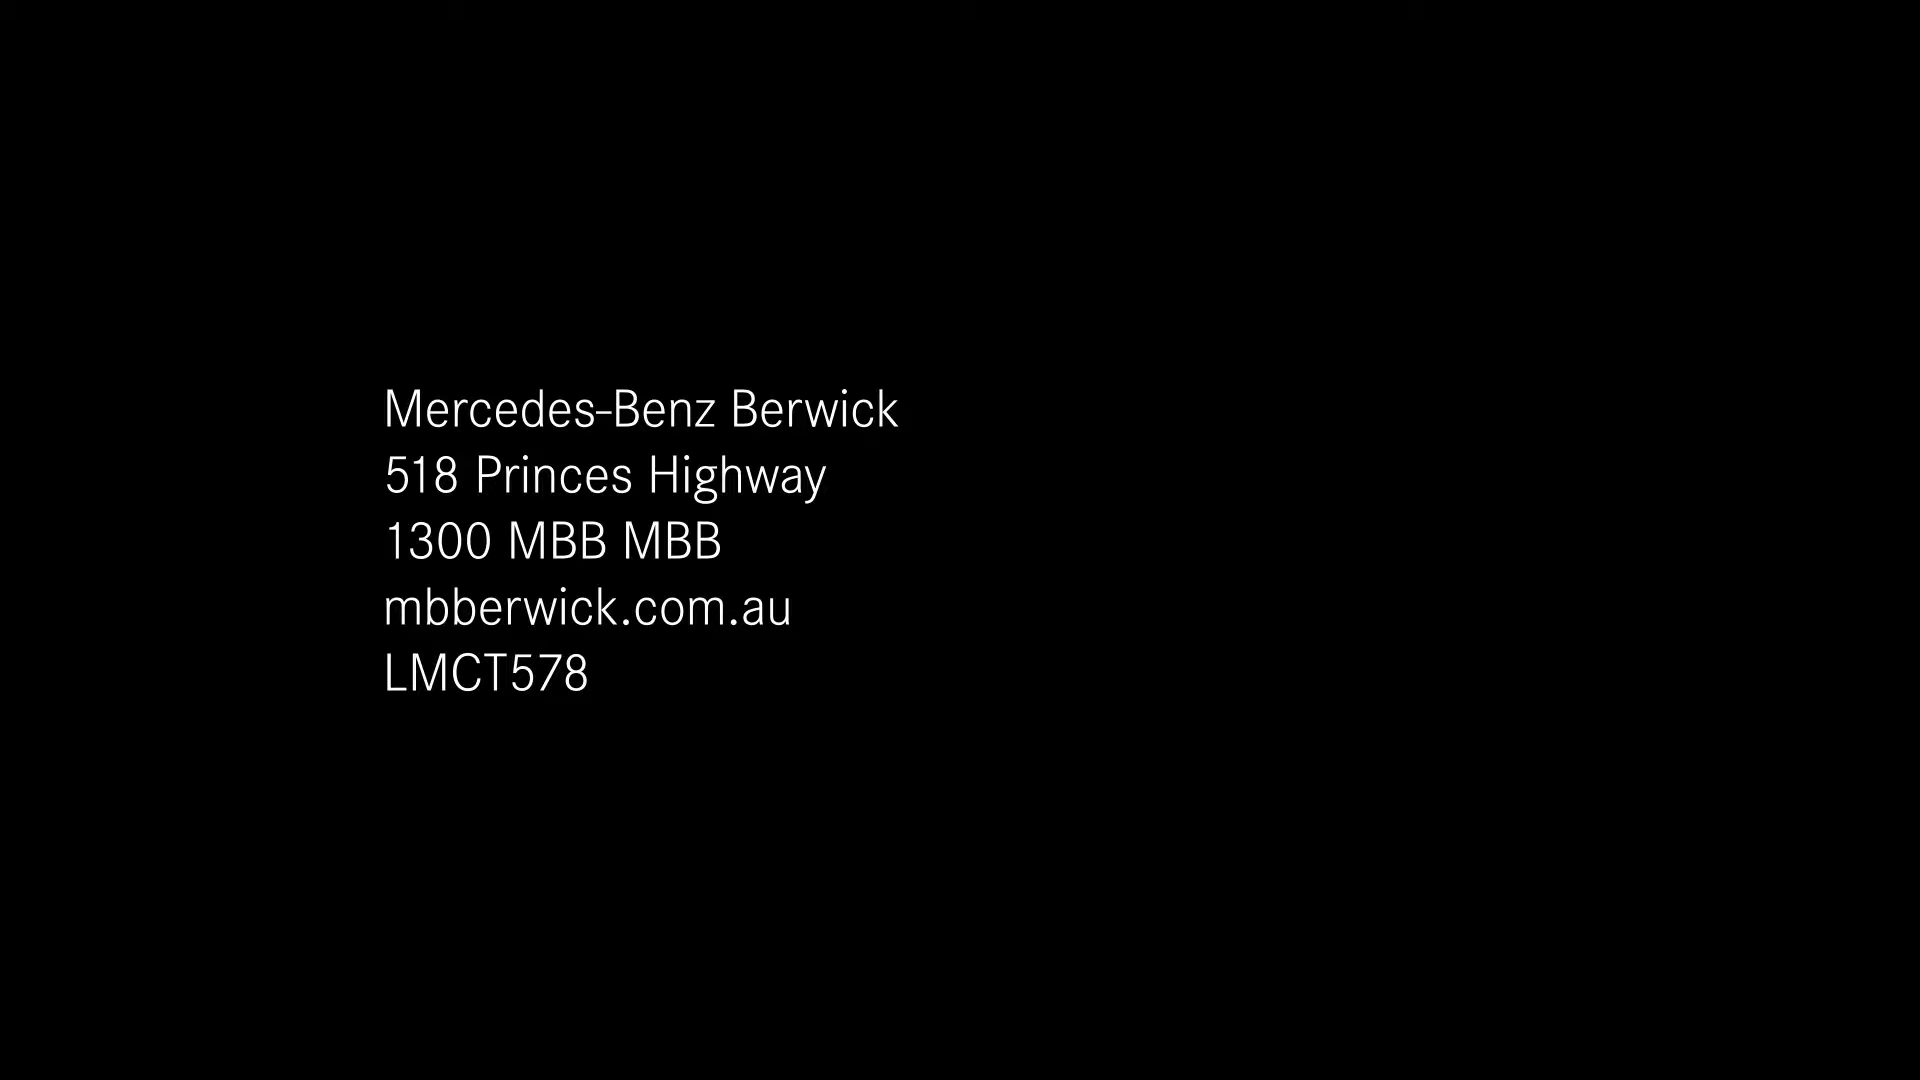 Mercedes-Benz Berwick
518 Princes Highway
1300 MBB MBB
mbberwick.com.au
LMCT578